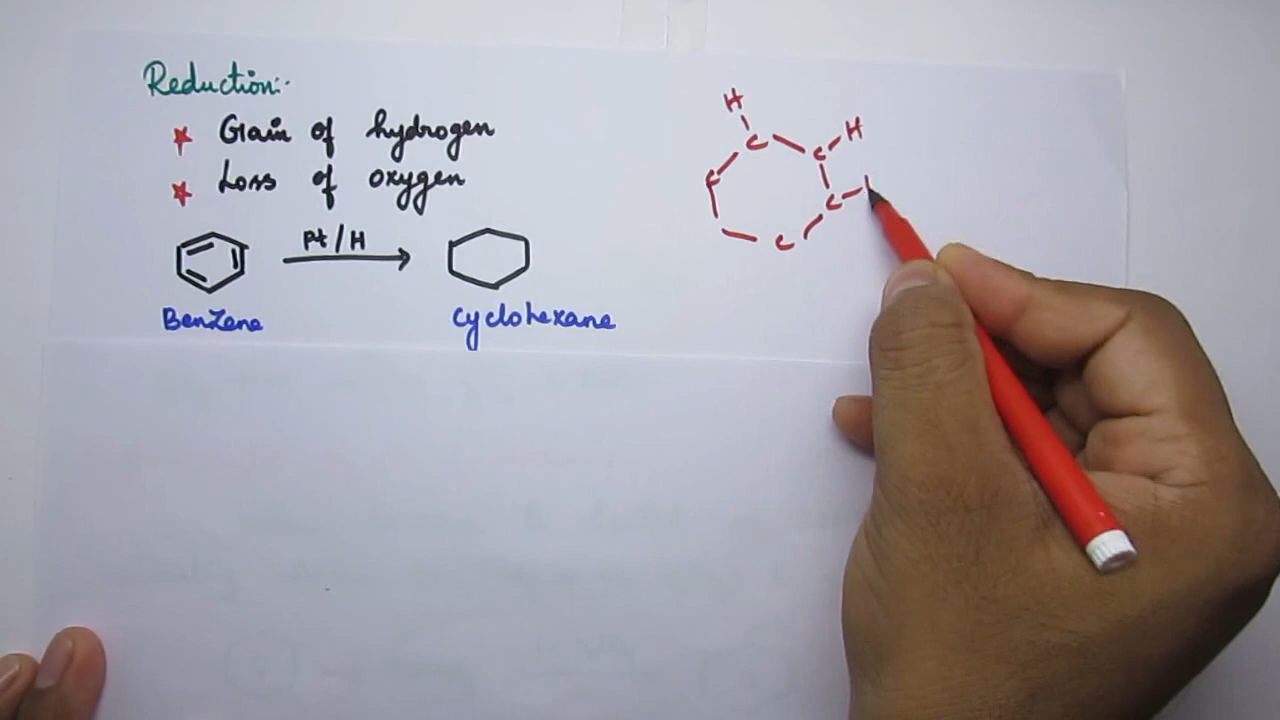 Reduction:-
Gain of hydrogen
Loss of oxygen
Pt / H
Benzene
cyclohexane
H
H
C
C
C
C
C